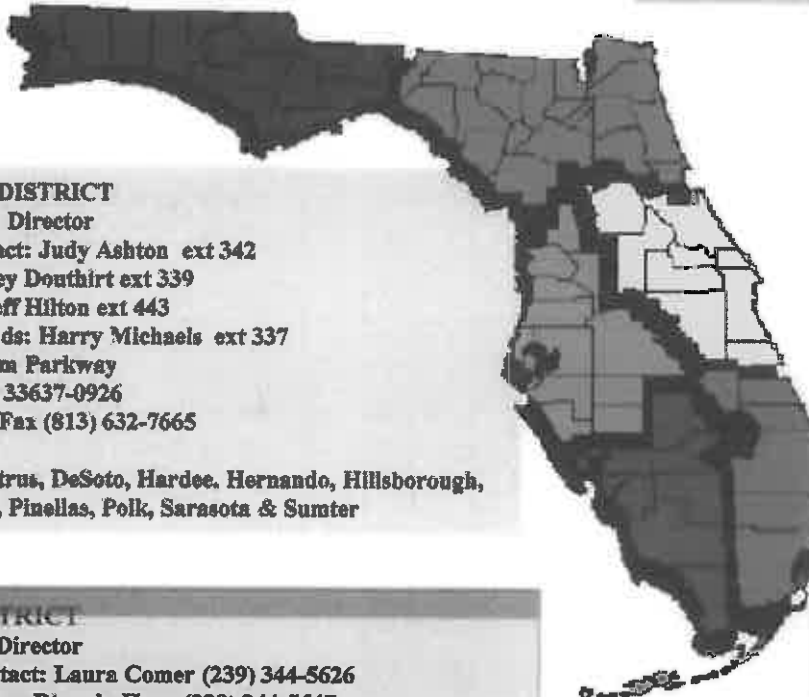 DISTRICT
Director
act: Judy Ashton ext 342
ey Douthirt ext 339
eff Hilton ext 443
ds: Harry Michaels ext 337
m Parkway
33637-0926
Fax (813) 632-7665
trus, DeSoto, Hardee, Hernando, Hillsborough,
, Pinellas, Polk, Sarasota & Sumter
TRICT
Director
tact: Laura Comer (239) 344-5626